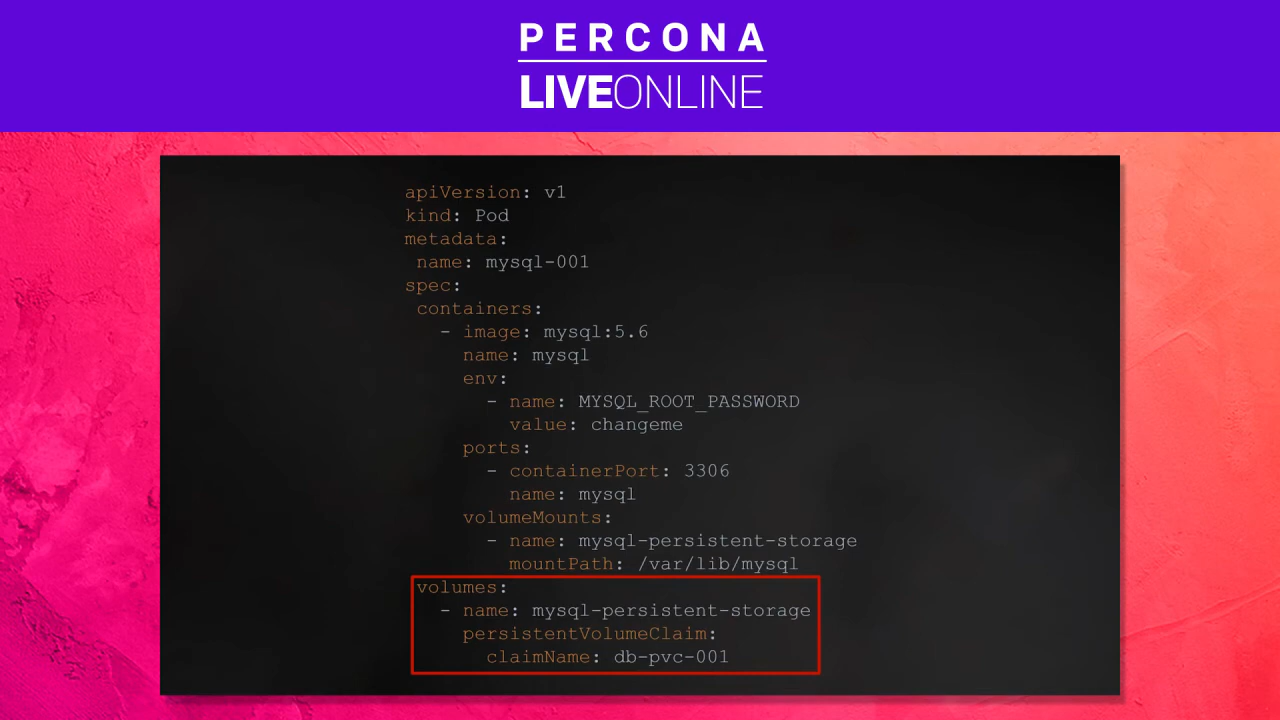 PERCONA
LIVEONLINE
apiVersion: v1
kind: Pod
metadata:
 name: mysql-001
spec:
 containers:
   - image: mysql:5.6
     name: mysql
     env:
       - name: MYSQL_ROOT_PASSWORD
         value: changeme
     ports:
       - containerPort: 3306
         name: mysql
     volumeMounts:
       - name: mysql-persistent-storage
         mountPath: /var/lib/mysql
 volumes:
   - name: mysql-persistent-storage
     persistentVolumeClaim:
       claimName: db-pvc-001